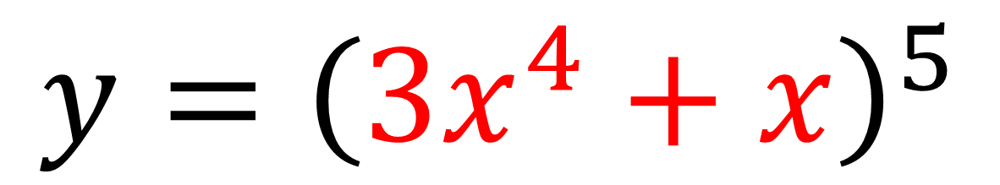 y = (3x⁴ + x)⁵